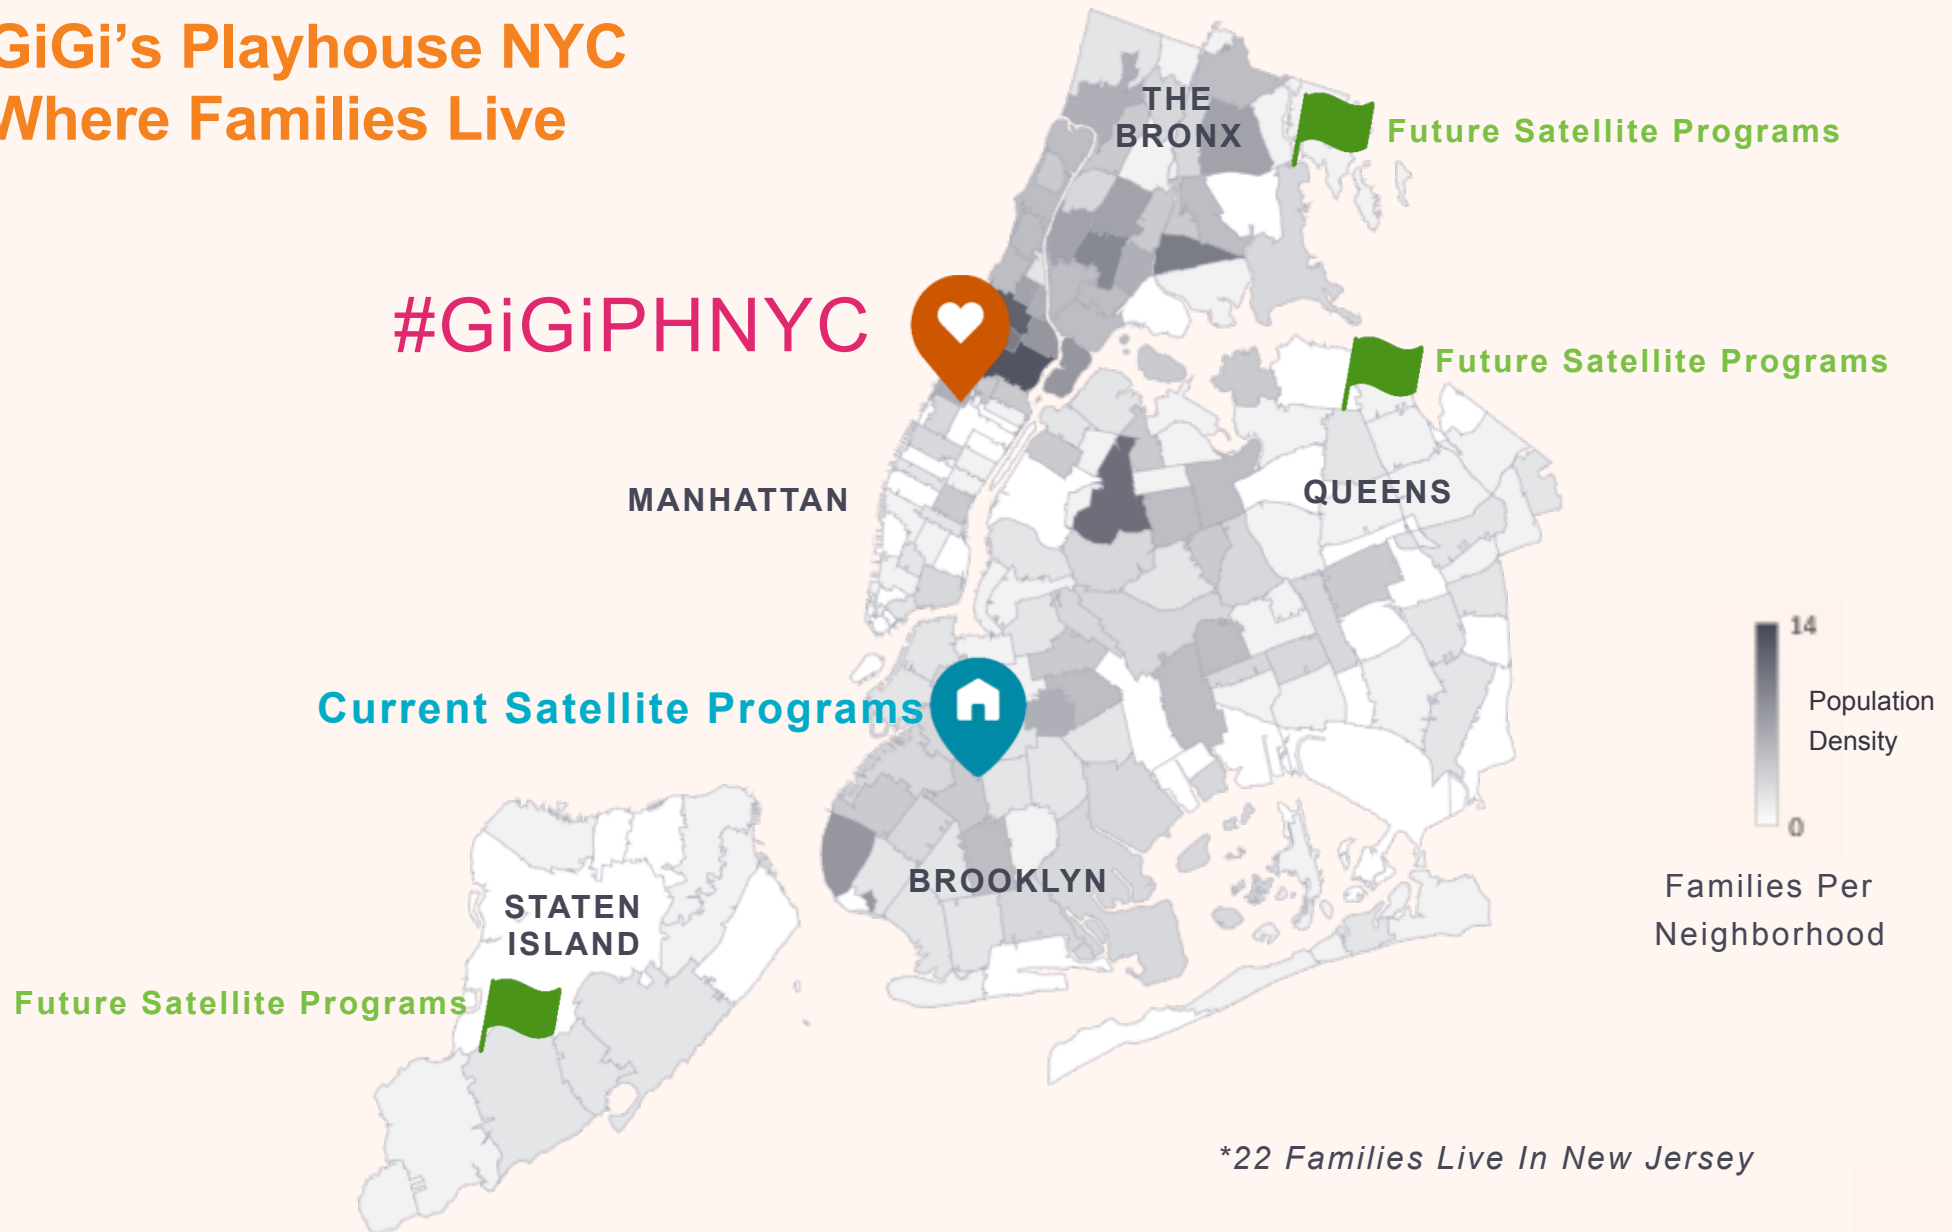 GiGi's Playhouse NYC
Where Families Live
THE
BRONX
Future Satellite Programs
#GiGiPHNYC
Future Satellite Programs
MANHATTAN
QUEENS
Current Satellite Programs
14
Population
Density
0
Families Per
Neighborhood
BROOKLYN
STATEN
ISLAND
Future Satellite Programs
*22 Families Live In New Jersey